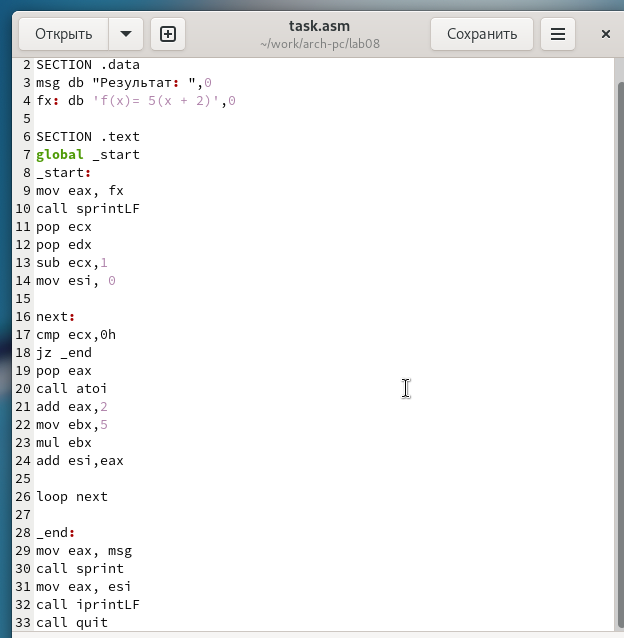 Открыть
task.asm
~/work/arch-pc/lab08
Сохранить
2 SECTION .data
3 msg db "Результат: ",0
4 fx: db 'f(x)= 5(x + 2)',0
5
6 SECTION .text
7 global _start
8 _start:
9 mov eax, fx
10 call sprintLF
11 pop ecx
12 pop edx
13 sub ecx,1
14 mov esi, 0
15
16 next:
17 cmp ecx,0h
18 jz _end
19 pop eax
20 call atoi
21 add eax,2
22 mov ebx,5
23 mul ebx
24 add esi,eax
25
26 loop next
27
28 _end:
29 mov eax, msg
30 call sprint
31 mov eax, esi
32 call iprintLF
33 call quit